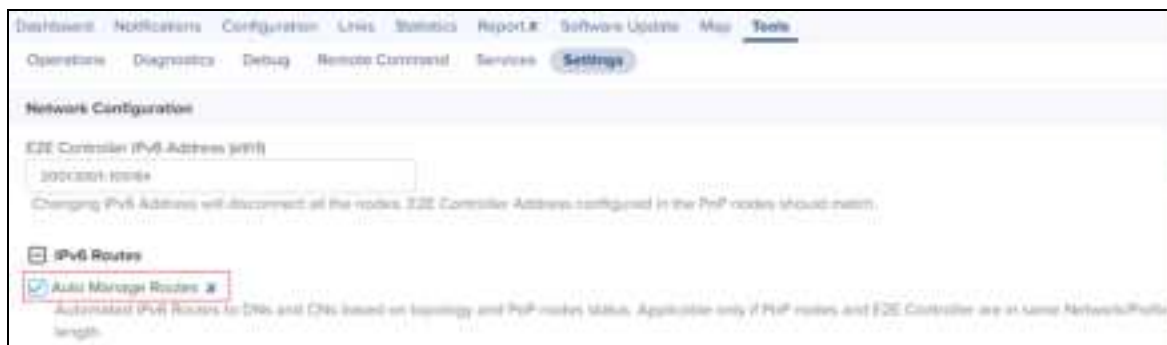 Dashboard Notifications Configuration Links Statistics Report Software Update Map Tools
Operations Diagnostics Debug Remote Command Services Settings
Network Configuration
E2E Controller IPv6 Address (eth1)
Changing IPv6 Address will disconnect all the nodes. E2E Controller Address configured in the PoP nodes should match.
IPv6 Routes
Auto Manage Routes
Automated IPv6 Routes to DNs and CNs based on topology and PoP nodes status. Applicable only if PoP nodes and E2E Controller are in same Network/Prefix
length.